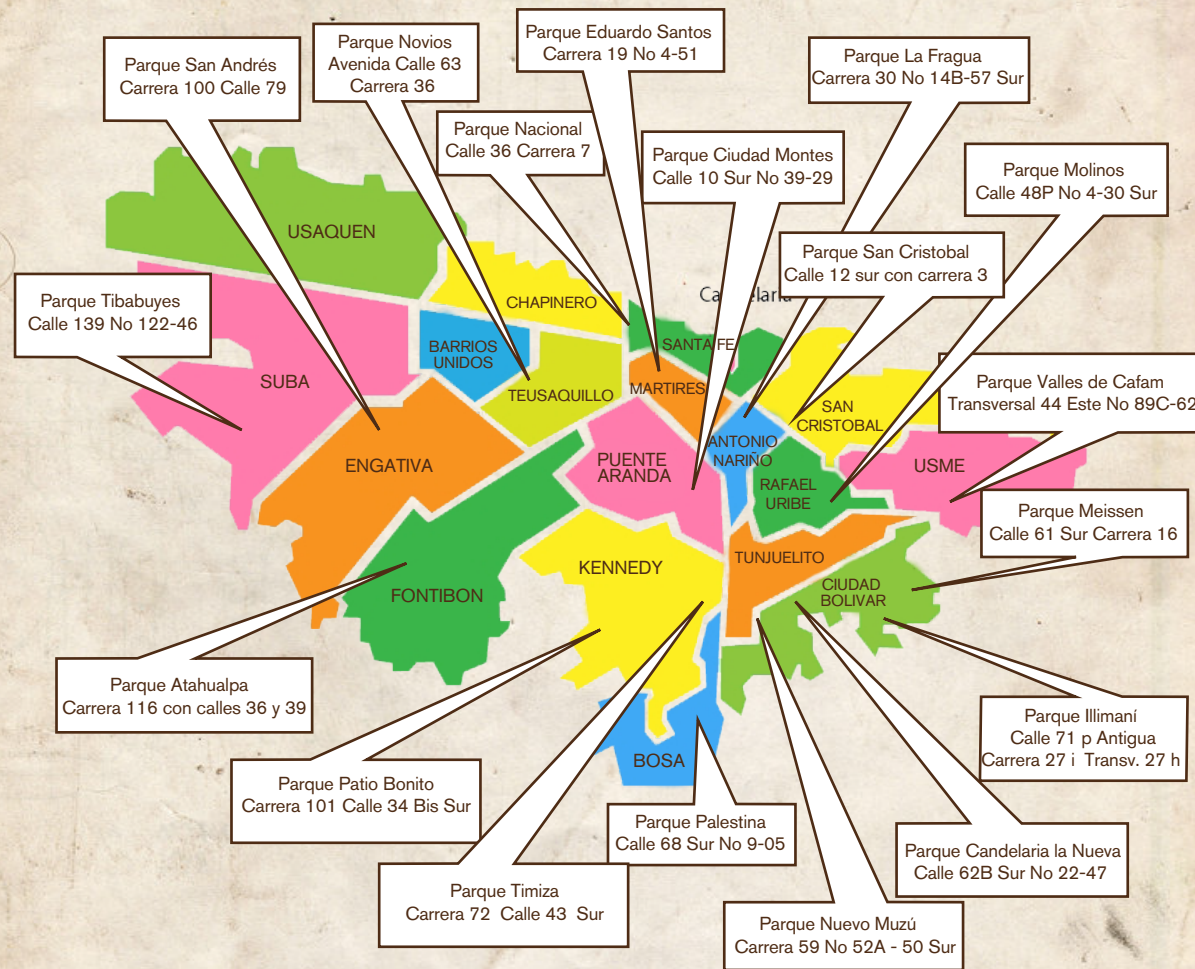 Parque Eduardo Santos
Carrera 19 No 4-51
Parque Novios
Avenida Calle 63
Carrera 36
Parque La Fragua
Carrera 30 No 14B-57 Sur
Parque San Andrés
Carrera 100 Calle 79
Parque Nacional
Calle 36 Carrera 7
Parque Ciudad Montes
Calle 10 Sur No 39-29
Parque Molinos
Calle 48P No 4-30 Sur
USAQUEN
Parque San Cristobal
Calle 12 sur con carrera 3
Parque Tibabuyes
Calle 139 No 122-46
CHAPINERO
SANTA FE
BARRIOS
UNIDOS
SUBA
TEUSAQUILLO
MARTIRES
Parque Valles de Cafam
Transversal 44 Este No 89C-62
SAN
CRISTOBAL
ANTONIO
NARIÑO
ENGATIVA
PUENTE
ARANDA
USME
RAFAEL
URIBE
Parque Meissen
Calle 61 Sur Carrera 16
TUNJUELITO
KENNEDY
CIUDAD
BOLIVAR
FONTIBON
Parque Atahualpa
Carrera 116 con calles 36 y 39
Parque Illimaní
Calle 71 p Antigua
Carrera 27 i Transv. 27 h
BOSA
Parque Patio Bonito
Carrera 101 Calle 34 Bis Sur
Parque Palestina
Calle 68 Sur No 9-05
Parque Candelaria la Nueva
Calle 62B Sur No 22-47
Parque Timiza
Carrera 72 Calle 43 Sur
Parque Nuevo Muzú
Carrera 59 No 52A - 50 Sur